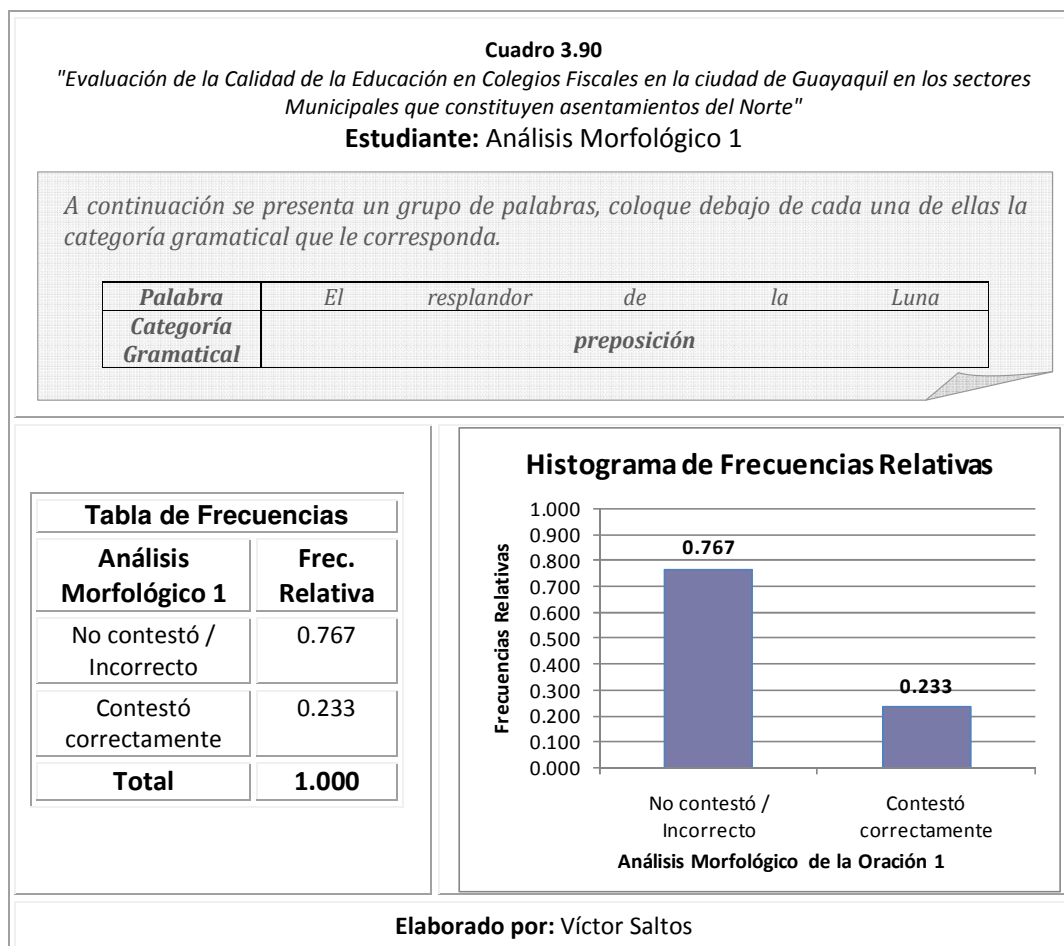 Cuadro 3.90
"Evaluación de la Calidad de la Educación en Colegios Fiscales en la ciudad de Guayaquil en los sectores
Municipales que constituyen asentamientos del Norte"
Estudiante: Análisis Morfológico 1
A continuación se presenta un grupo de palabras, coloque debajo de cada una de ellas la
categoría gramatical que le corresponda.
Palabra El resplandor de la Luna
Categoría
Gramatical preposición
Tabla de Frecuencias
Análisis
Morfológico 1
Frec.
Relativa
No contestó /
Incorrecto
0.767
Contestó
correctamente
0.233
Total 1.000
Histograma de Frecuencias Relativas
Frecuencias Relativas
1.000
0.900
0.800
0.700
0.600
0.500
0.400
0.300
0.200
0.100
0.000
0.767
0.233
No contestó /
Incorrecto
Contestó
correctamente
Análisis Morfológico de la Oración 1
Elaborado por: Víctor Saltos